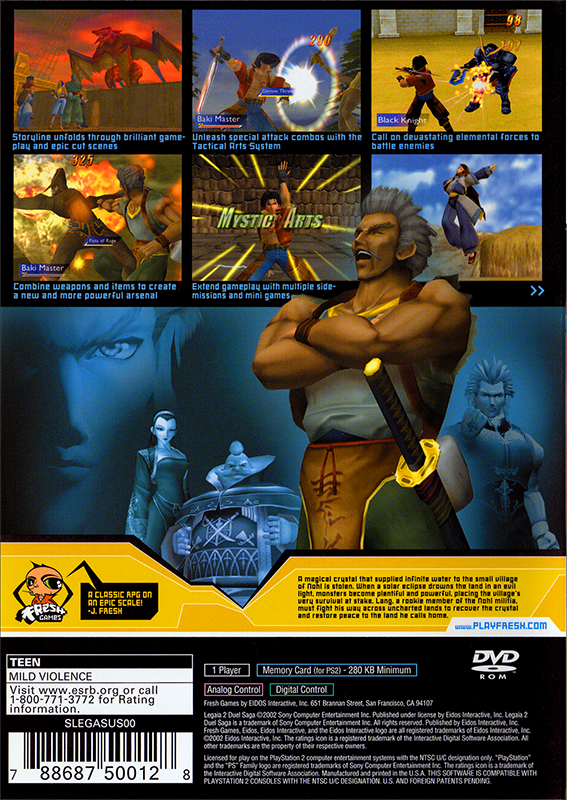 98
290
297
Demon Throw
Baki Master
Black Knight
Storyline unfolds through brilliant game-
play and epic cut scenes
Unleash special attack combos with the
Tactical Arts System
Call on devastating elemental forces to
battle enemies
325
Fists of Rage
Baki Master
MYSTIC ARTS
Combine weapons and items to create
a new and more powerful arsenal
Extend gameplay with multiple side-
missions and mini games
>>
FRESH
GAMES
A CLASSIC RPG ON
AN EPIC SCALE!
-J. FRESH
A magical crystal that supplied infinite water to the small village
of Nohl is stolen. When a solar eclipse drowns the land in an evil
light, monsters become plentiful and powerful, placing the village's
very survival at stake. Lang, a rookie member of the Nohl militia,
must fight his way across uncharted lands to recover the crystal
and restore peace to the land he calls home.
www.PLAYFRESH.COM
TEEN
MILD VIOLENCE
Visit www.esrb.org or call
1-800-771-3772 for Rating
information.
SLEGASUS00
7 88687 50012 8
1 Player
Memory Card (for PS2) - 280 KB Minimum
Analog Control
Digital Control
DVD
ROM
Fresh Games by EIDOS Interactive, Inc. 651 Brannan Street, San Francisco, CA 94107
Legaia 2 Duel Saga ©2002 Sony Computer Entertainment Inc. Published under license by Eidos Interactive, Inc. Legaia 2
Duel Saga is a trademark of Sony Computer Entertainment Inc. All rights reserved. Published by Eidos Interactive, Inc.
Fresh Games, Eidos, Eidos Interactive, and the Eidos Interactive logo are all registered trademarks of Eidos Interactive, Inc.
©2002 Eidos Interactive, Inc. The ratings icon is a registered trademark of the Interactive Digital Software Association. All
other trademarks are the property of their respective owners.
Licensed for play on the PlayStation 2 computer entertainment systems with the NTSC U/C designation only. "PlayStation"
and the "PS" Family logo are registered trademarks of Sony Computer Entertainment Inc. The ratings icon is a trademark of
the Interactive Digital Software Association. Manufactured and printed in the U.S.A. THIS SOFTWARE IS COMPATIBLE WITH
PLAYSTATION 2 CONSOLES WITH THE NTSC U/C DESIGNATION. U.S. AND FOREIGN PATENTS PENDING.